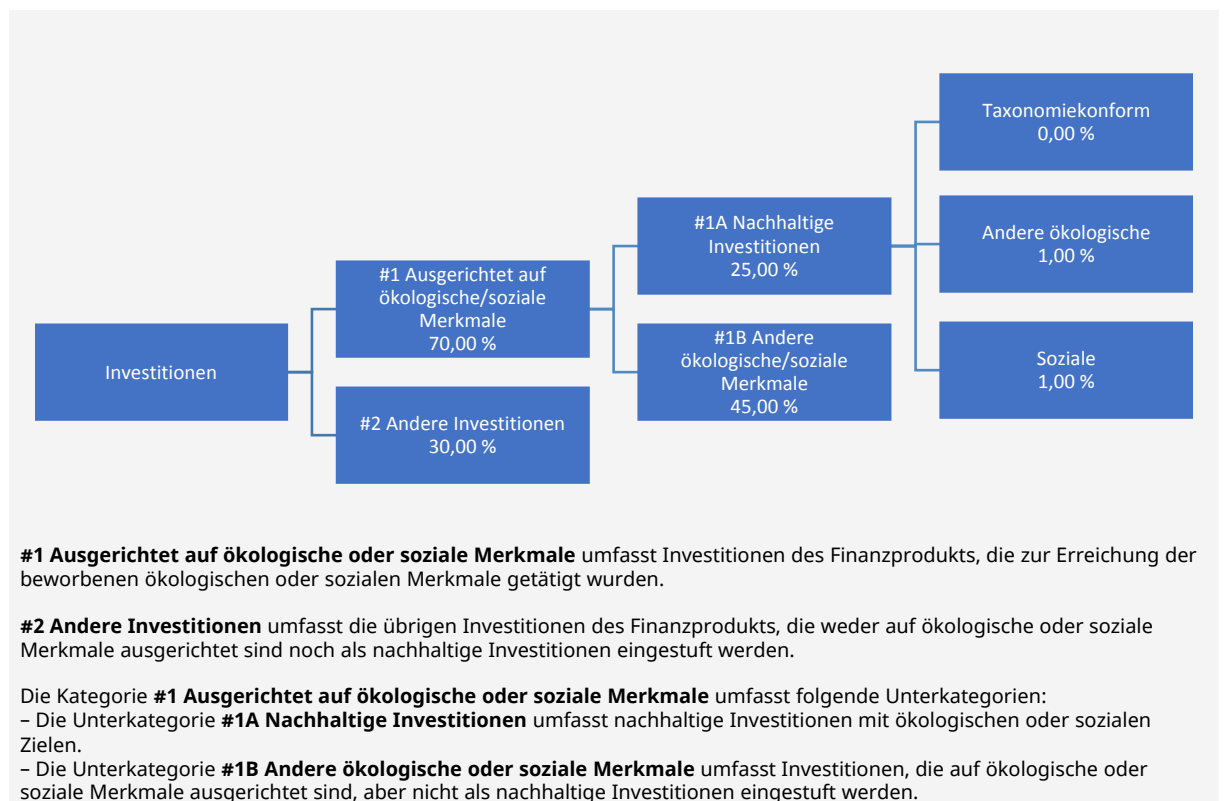 Investitionen
#1 Ausgerichtet auf
ökologische/soziale
Merkmale
70,00 %
#2 Andere Investitionen
30,00 %
#1A Nachhaltige
Investitionen
25,00 %
#1B Andere
ökologische/soziale
Merkmale
45,00 %
Taxonomiekonform
0,00 %
Andere ökologische
1,00 %
Soziale
1,00 %
#1 Ausgerichtet auf ökologische oder soziale Merkmale umfasst Investitionen des Finanzprodukts, die zur Erreichung der
beworbenen ökologischen oder sozialen Merkmale getätigt wurden.
#2 Andere Investitionen umfasst die übrigen Investitionen des Finanzprodukts, die weder auf ökologische oder soziale
Merkmale ausgerichtet sind noch als nachhaltige Investitionen eingestuft werden.
Die Kategorie #1 Ausgerichtet auf ökologische oder soziale Merkmale umfasst folgende Unterkategorien:
– Die Unterkategorie #1A Nachhaltige Investitionen umfasst nachhaltige Investitionen mit ökologischen oder sozialen
Zielen.
– Die Unterkategorie #1B Andere ökologische oder soziale Merkmale umfasst Investitionen, die auf ökologische oder
soziale Merkmale ausgerichtet sind, aber nicht als nachhaltige Investitionen eingestuft werden.